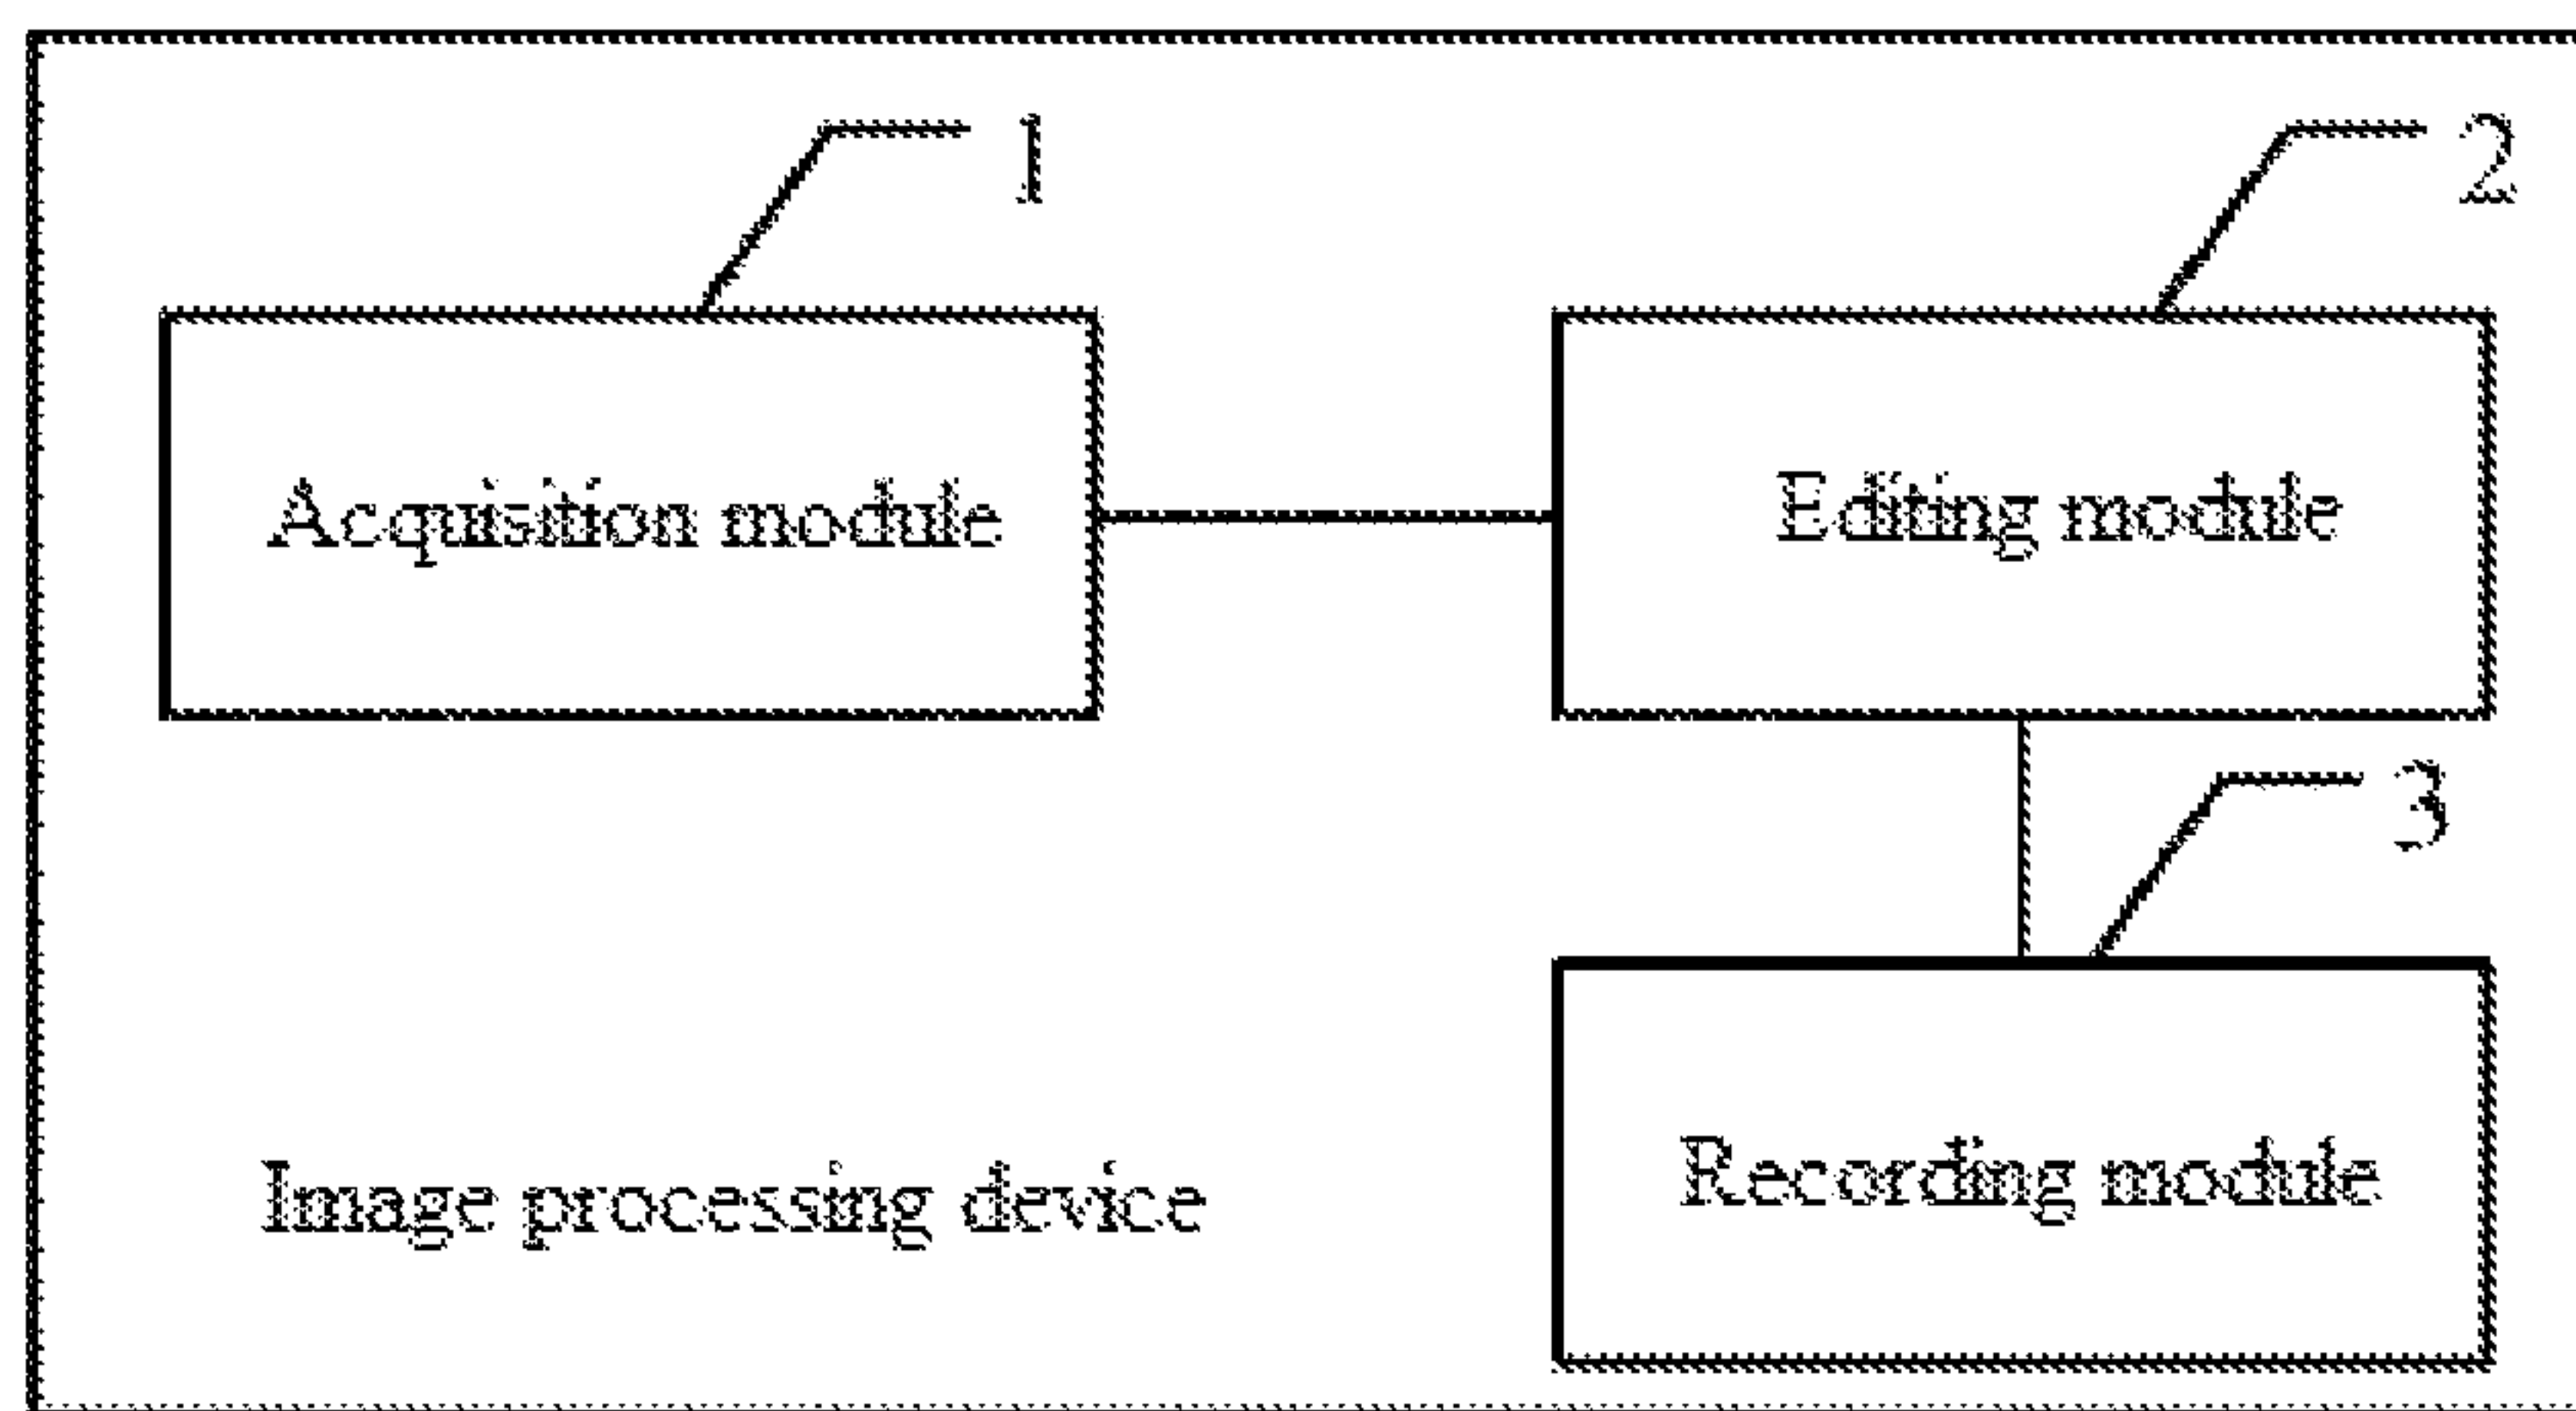 1
2
Acquisition module
Editing module
3
Recording module
Image processing device